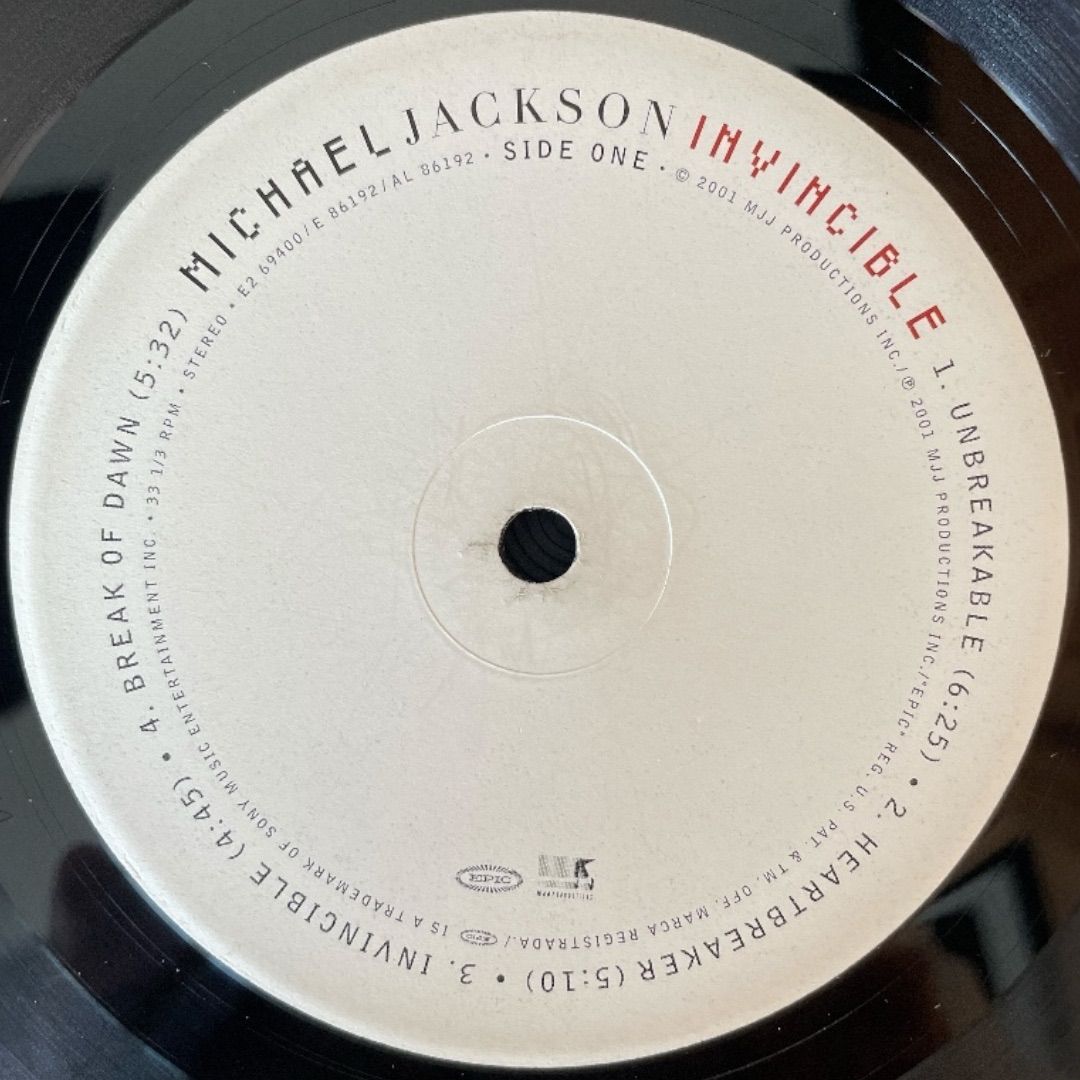 MICHAEL JACKSON INVINCIBLE
1. UNBREAKABLE (6:25) • 2. HEARTBREAKER (5:10) • 3. INVINCIBLE (4:45) • 4. BREAK OF DAWN (5:32)
STEREO • E2 69400/E 86192/AL 86192 • SIDE ONE • © 2001 MJJ PRODUCTIONS INC./℗ 2001 MJJ PRODUCTIONS INC./"EPIC" REG. U.S. PAT. & TM. OFF. MARCA REGISTRADA./ EPIC IS A TRADEMARK OF SONY MUSIC ENTERTAINMENT INC. • 33 1/3 RPM •
EPIC